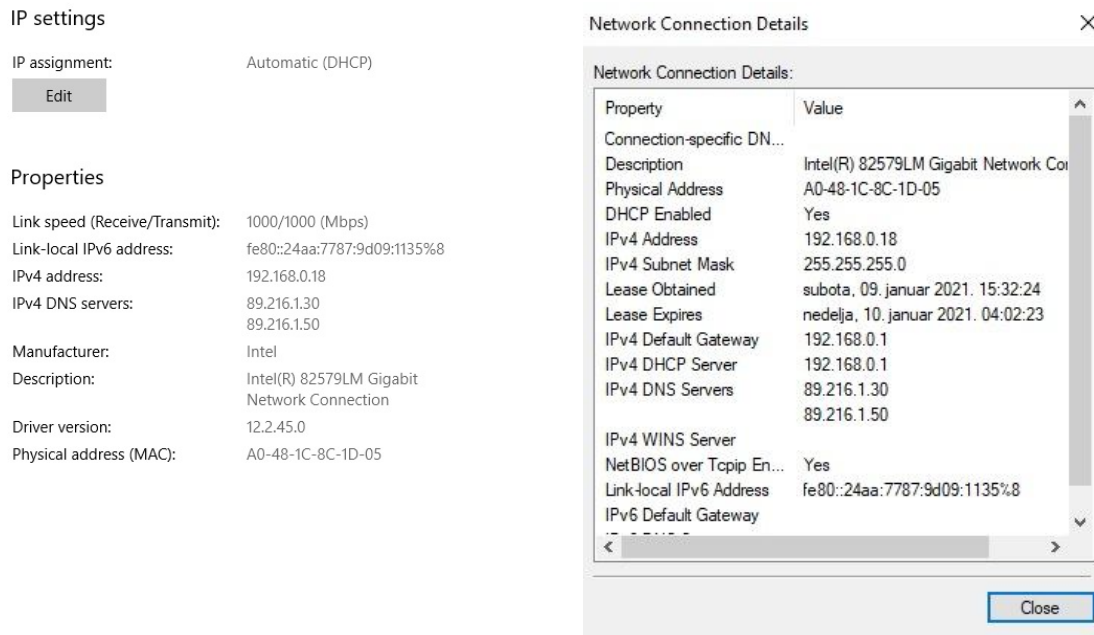 IP settings
IP assignment: Automatic (DHCP)
Edit
Properties
Link speed (Receive/Transmit): 1000/1000 (Mbps)
Link-local IPv6 address: fe80::24aa:7787:9d09:1135%8
IPv4 address: 192.168.0.18
IPv4 DNS servers: 89.216.1.30
89.216.1.50
Manufacturer: Intel
Description: Intel(R) 82579LM Gigabit
Network Connection
Driver version: 12.2.45.0
Physical address (MAC): A0-48-1C-8C-1D-05
Network Connection Details
Network Connection Details:
Property Value
Connection-specific DN...
Description Intel(R) 82579LM Gigabit Network Cor
Physical Address A0-48-1C-8C-1D-05
DHCP Enabled Yes
IPv4 Address 192.168.0.18
IPv4 Subnet Mask 255.255.255.0
Lease Obtained subota, 09. januar 2021. 15:32:24
Lease Expires nedelja, 10. januar 2021. 04:02:23
IPv4 Default Gateway 192.168.0.1
IPv4 DHCP Server 192.168.0.1
IPv4 DNS Servers 89.216.1.30
89.216.1.50
IPv4 WINS Server
NetBIOS over Tcpip En... Yes
Link-local IPv6 Address fe80::24aa:7787:9d09:1135%8
IPv6 Default Gateway
Close